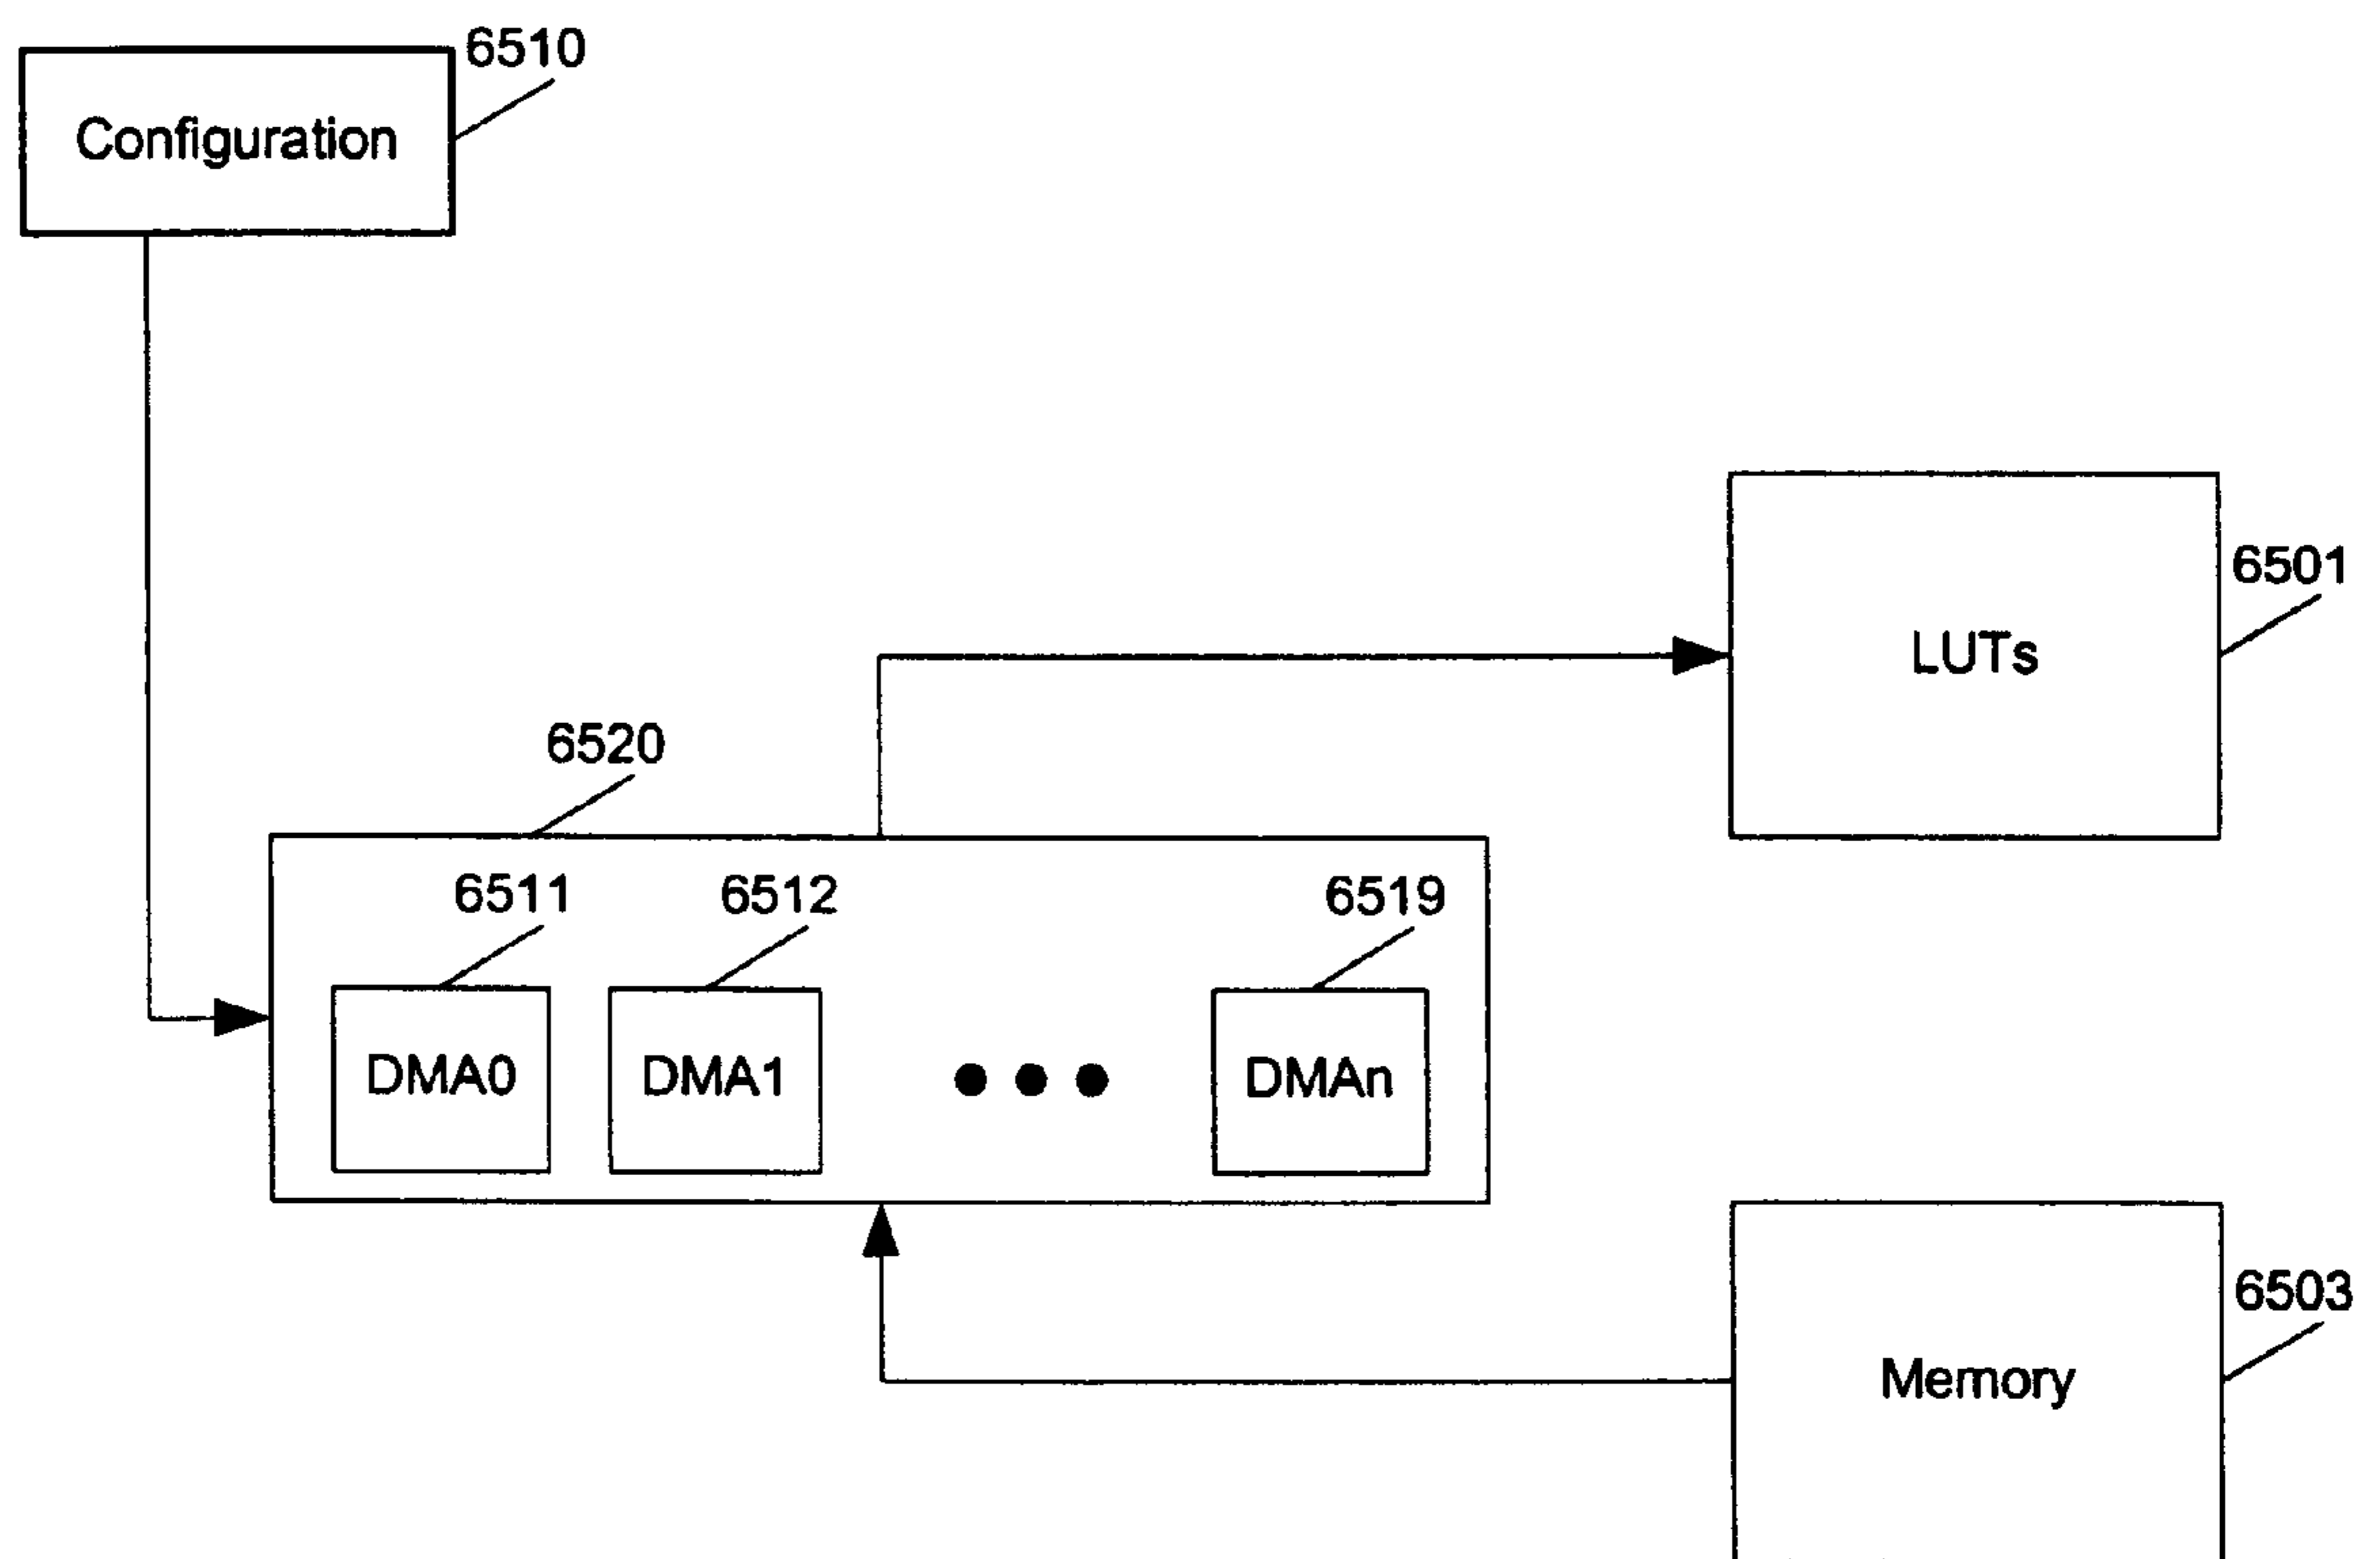 6510
Configuration
6501
LUTs
6520
6511
6512
6519
DMA0
DMA1
DMAn
6503
Memory